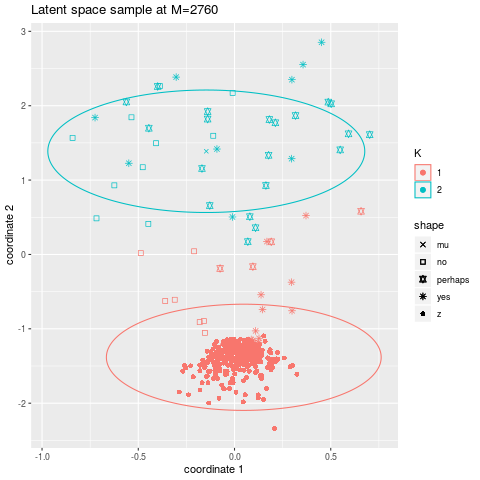 Latent space sample at M=2760
3
2
1
0
-1
-2
coordinate 2
-1.0
-0.5
0.0
0.5
coordinate 1
K
1
2
shape
mu
no
perhaps
yes
z